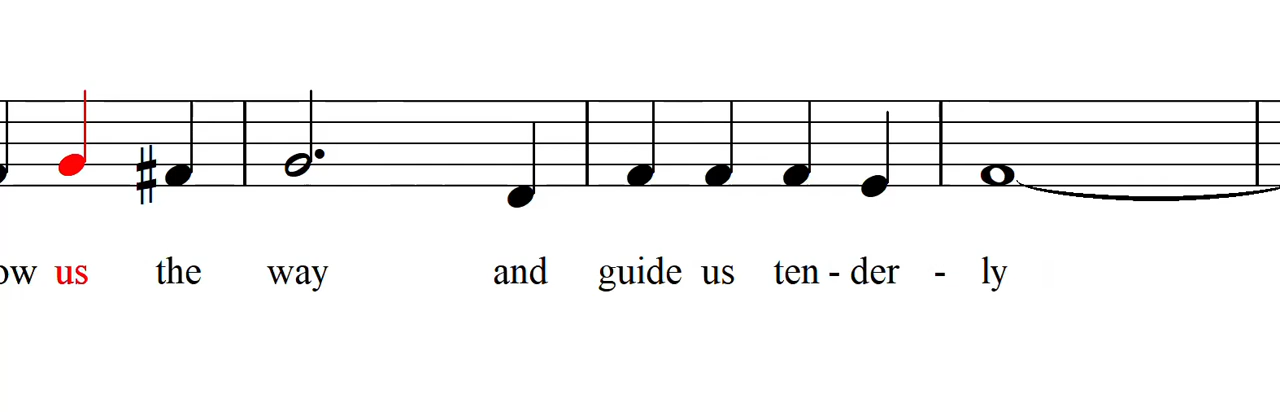 ow us the way and guide us ten - der - ly